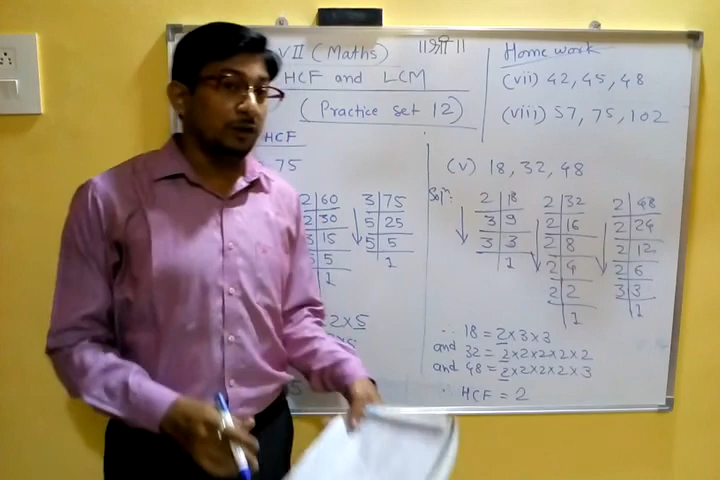 VII (Maths) ॥श्री॥
HCF and LCM
(Practice set 12)
HCF
75
2 60
2 30
3 15
5 5
1
3 75
5 25
5 5
1
2×5
Home work
(vii) 42, 45, 48
(viii) 57, 75, 102
(v) 18, 32, 48
Solⁿ:
2 18
3 9
3 3
1
2 32
2 16
2 8
2 4
2 2
1
2 48
2 24
2 12
2 6
3 3
1
∴ 18 = 2×3×3
and 32 = 2×2×2×2×2
and 48 = 2×2×2×2×3
∴ HCF = 2